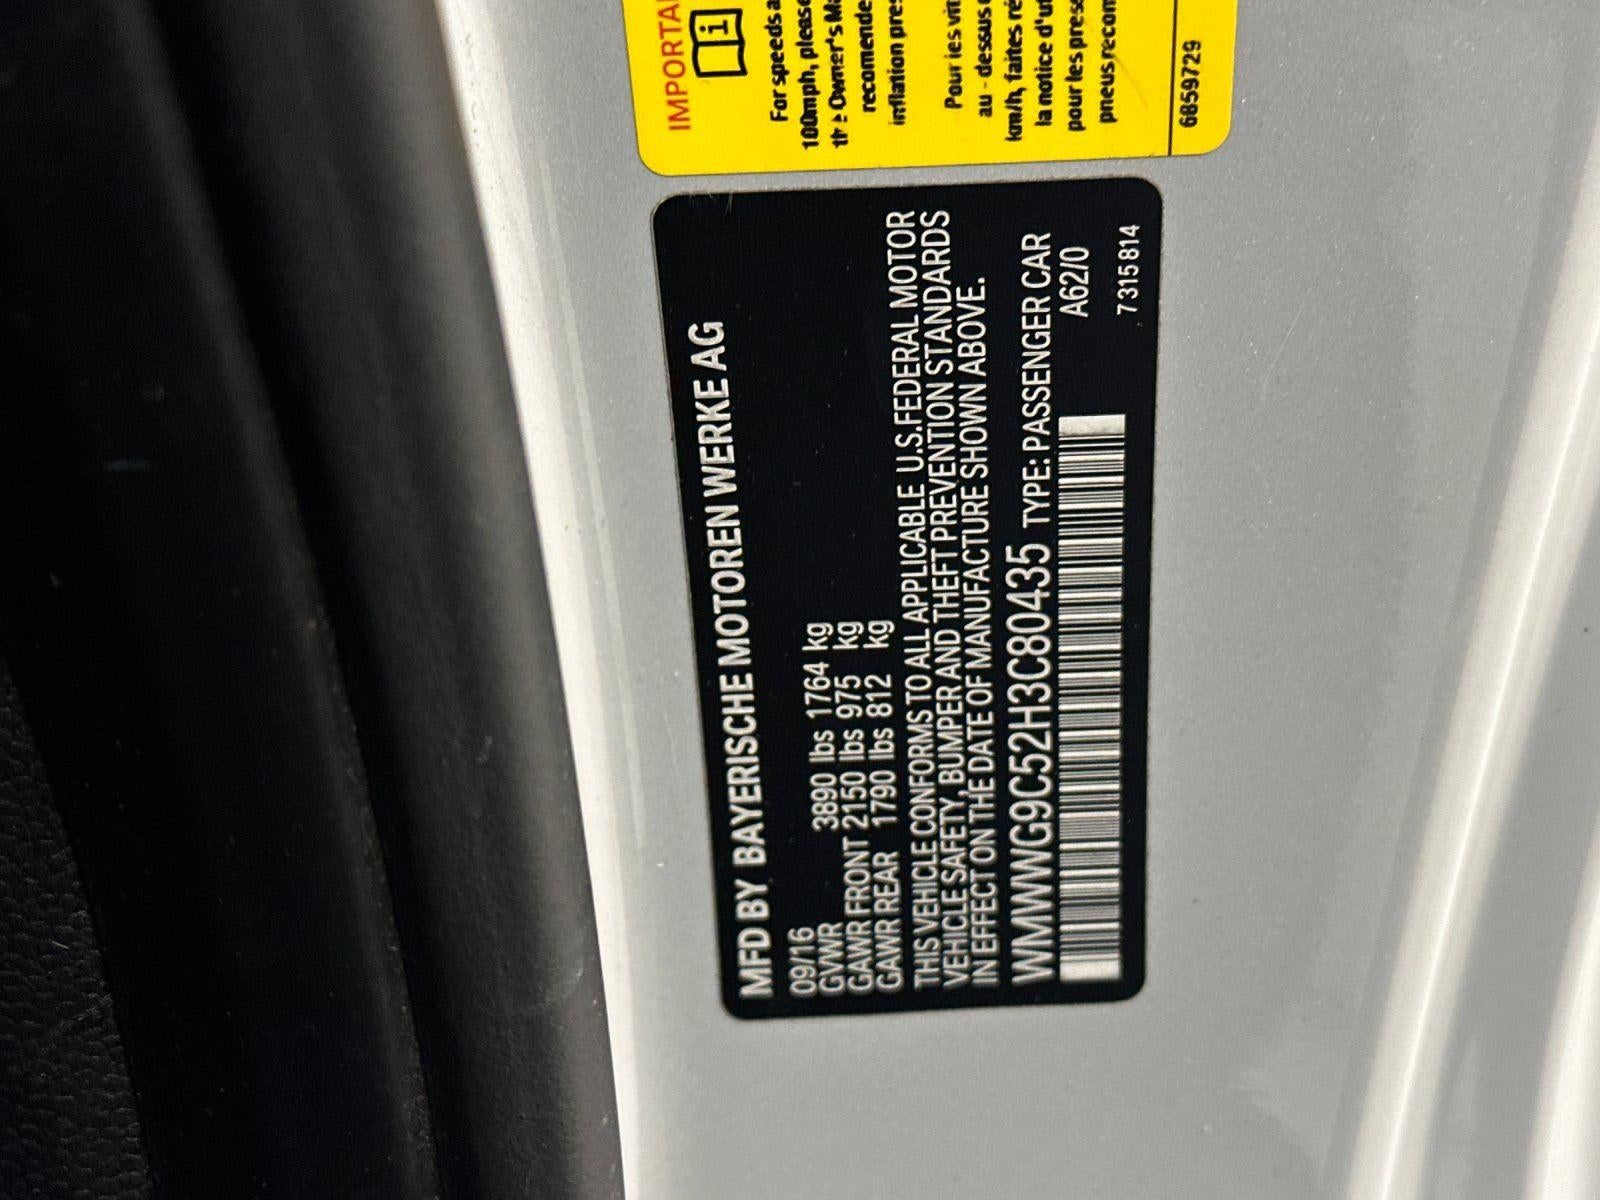 IMPORTA
For speeds a
100mph, please
the Owner's Ma
recomende
inflation pres
Pour les vit
au - dessus
km/h, faites ré
la notice d'ut
pour les pres
pneus recom
6859729
MFD BY BAYERISCHE MOTOREN WERKE AG
09/16
GVWR 3890 lbs 1764 kg
GAWR FRONT 2150 lbs 975 kg
GAWR REAR 1790 lbs 812 kg
THIS VEHICLE CONFORMS TO ALL APPLICABLE U.S.FEDERAL MOTOR
VEHICLE SAFETY, BUMPER AND THEFT PREVENTION STANDARDS
IN EFFECT ON THE DATE OF MANUFACTURE SHOWN ABOVE.
WMWWG9C52H3C80435 TYPE: PASSENGER CAR
A62/0
7315814